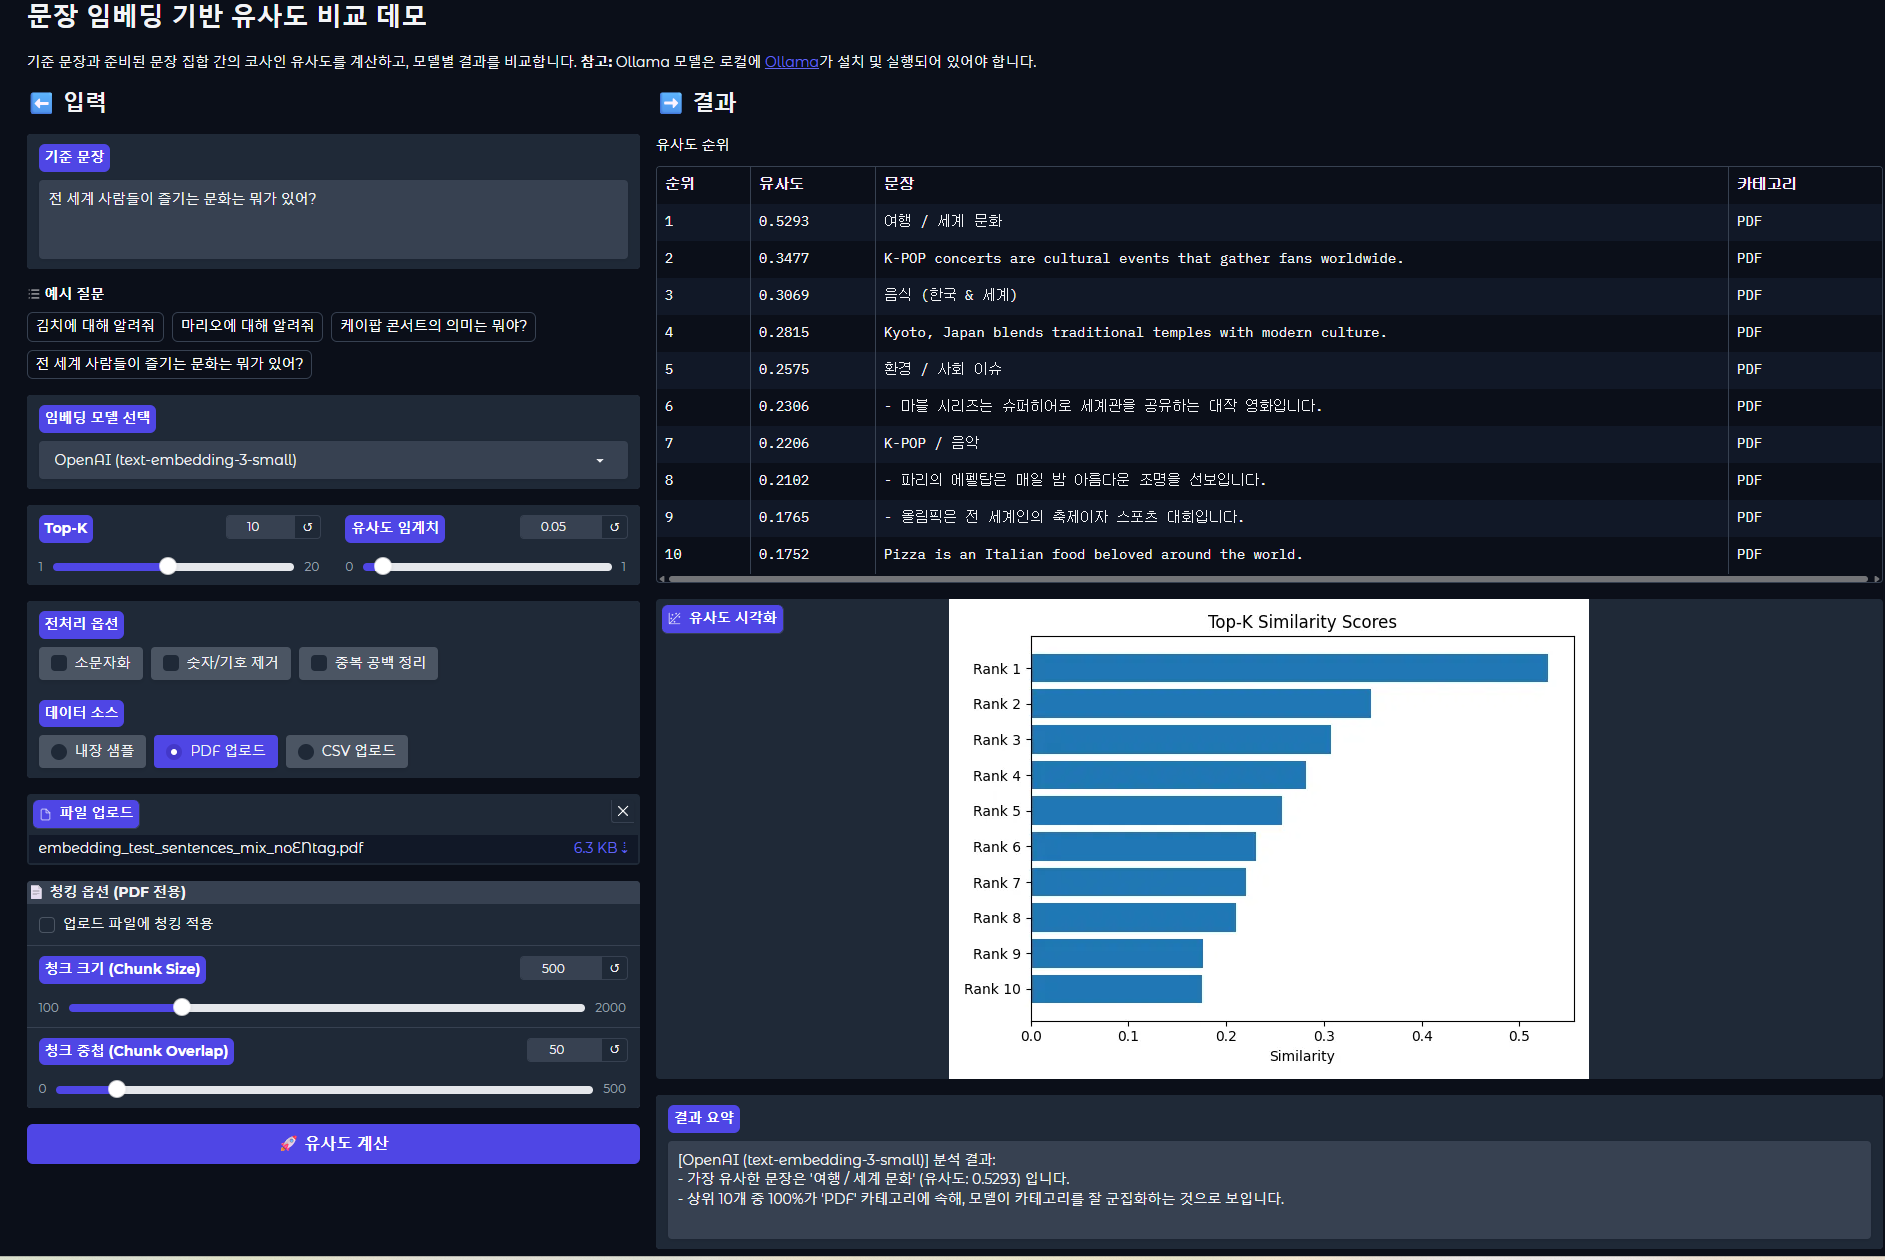 문장 임베딩 기반 유사도 비교 데모
기준 문장과 준비된 문장 집합 간의 코사인 유사도를 계산하고, 모델별 결과를 비교합니다. 참고: Ollama 모델은 로컬에 Ollama가 설치 및 실행되어 있어야 합니다.
입력
기준 문장
전 세계 사람들이 즐기는 문화는 뭐가 있어?
예시 질문
김치에 대해 알려줘 마리오에 대해 알려줘 케이팝 콘서트의 의미는 뭐야?
전 세계 사람들이 즐기는 문화는 뭐가 있어?
임베딩 모델 선택
OpenAI (text-embedding-3-small)
Top-K 10 ↺ 유사도 임계치 0.05 ↺
1 20 0 1
전처리 옵션
소문자화 숫자/기호 제거 중복 공백 정리
데이터 소스
내장 샘플 PDF 업로드 CSV 업로드
파일 업로드
embedding_test_sentences_mix_noENtag.pdf 6.3 KB ⇣
청킹 옵션 (PDF 전용)
업로드 파일에 청킹 적용
청크 크기 (Chunk Size) 500 ↺
100 2000
청크 중첩 (Chunk Overlap) 50 ↺
0 500
🚀 유사도 계산
결과
유사도 순위
순위 유사도 문장 카테고리
1 0.5293 여행 / 세계 문화 PDF
2 0.3477 K-POP concerts are cultural events that gather fans worldwide. PDF
3 0.3069 음식 (한국 & 세계) PDF
4 0.2815 Kyoto, Japan blends traditional temples with modern culture. PDF
5 0.2575 환경 / 사회 이슈 PDF
6 0.2306 - 마블 시리즈는 슈퍼히어로 세계관을 공유하는 대작 영화입니다. PDF
7 0.2206 K-POP / 음악 PDF
8 0.2102 - 파리의 에펠탑은 매일 밤 아름다운 조명을 선보입니다. PDF
9 0.1765 - 올림픽은 전 세계인의 축제이자 스포츠 대회입니다. PDF
10 0.1752 Pizza is an Italian food beloved around the world. PDF
유사도 시각화
Top-K Similarity Scores
Rank 1
Rank 2
Rank 3
Rank 4
Rank 5
Rank 6
Rank 7
Rank 8
Rank 9
Rank 10
0.0 0.1 0.2 0.3 0.4 0.5
Similarity
결과 요약
[OpenAI (text-embedding-3-small)] 분석 결과:
- 가장 유사한 문장은 '여행 / 세계 문화' (유사도: 0.5293) 입니다.
- 상위 10개 중 100%가 'PDF' 카테고리에 속해, 모델이 카테고리를 잘 군집화하는 것으로 보입니다.